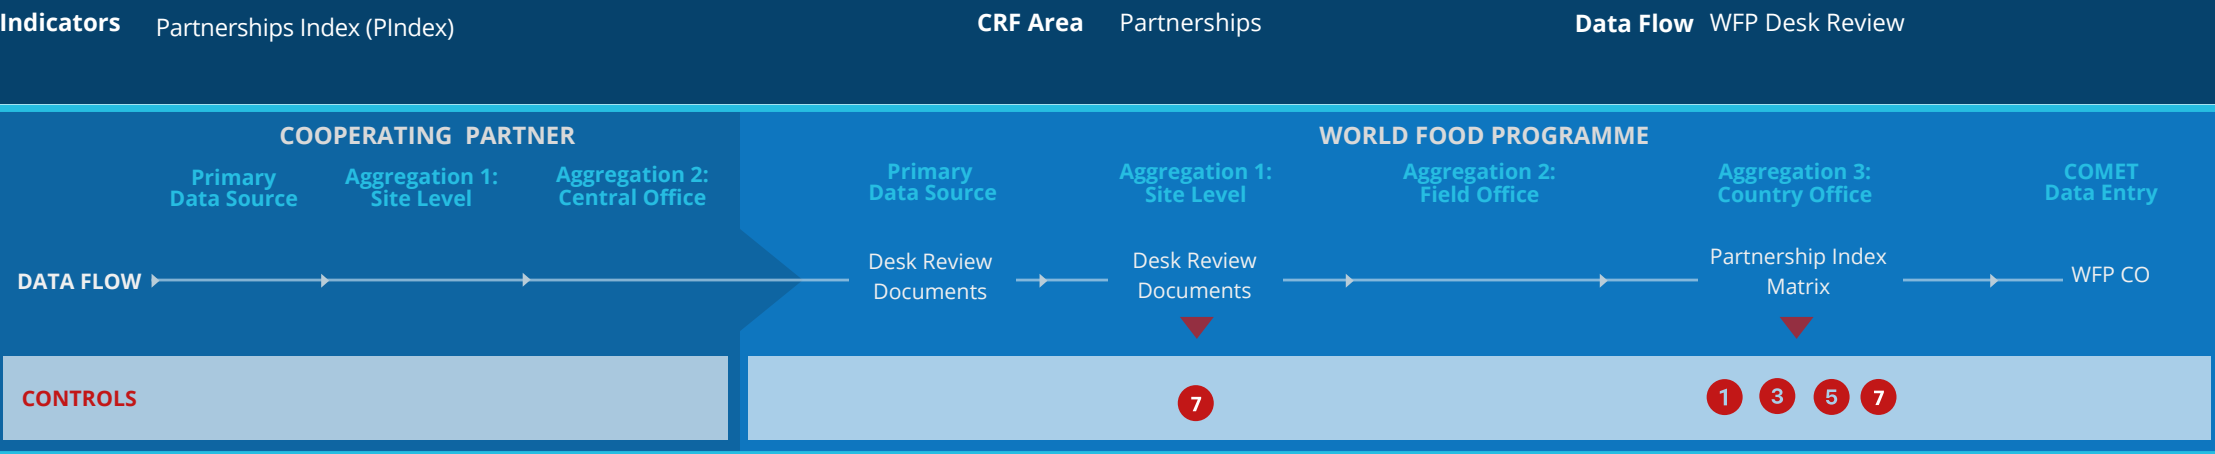 Indicators Partnerships Index (PIndex) CRF Area Partnerships Data Flow WFP Desk Review
COOPERATING PARTNER
Primary
Data Source
Aggregation 1:
Site Level
Aggregation 2:
Central Office
WORLD FOOD PROGRAMME
Primary
Data Source
Aggregation 1:
Site Level
Aggregation 2:
Field Office
Aggregation 3:
Country Office
COMET
Data Entry
DATA FLOW
Desk Review
Documents
Desk Review
Documents
Partnership Index
Matrix
WFP CO
CONTROLS
7
1 3 5 7